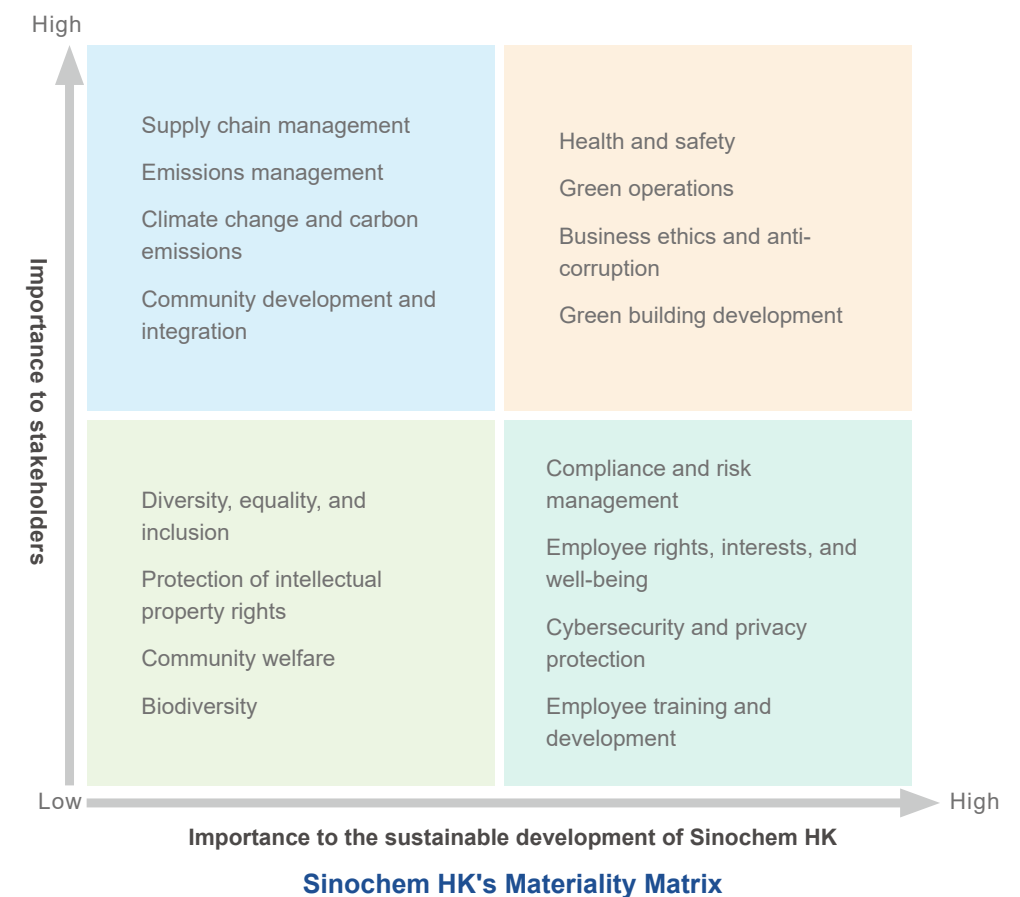 High
Supply chain management
Emissions management
Climate change and carbon
emissions
Community development and
integration
Health and safety
Green operations
Business ethics and anti-
corruption
Green building development
Importance to stakeholders
Diversity, equality, and
inclusion
Protection of intellectual
property rights
Community welfare
Biodiversity
Compliance and risk
management
Employee rights, interests, and
well-being
Cybersecurity and privacy
protection
Employee training and
development
Low
High
Importance to the sustainable development of Sinochem HK
Sinochem HK's Materiality Matrix